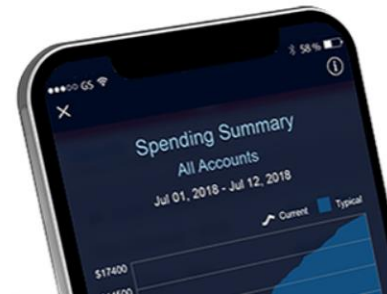 GS 58 %
Spending Summary
All Accounts
Jul 01, 2018 - Jul 12, 2018
Current Typical
$17400